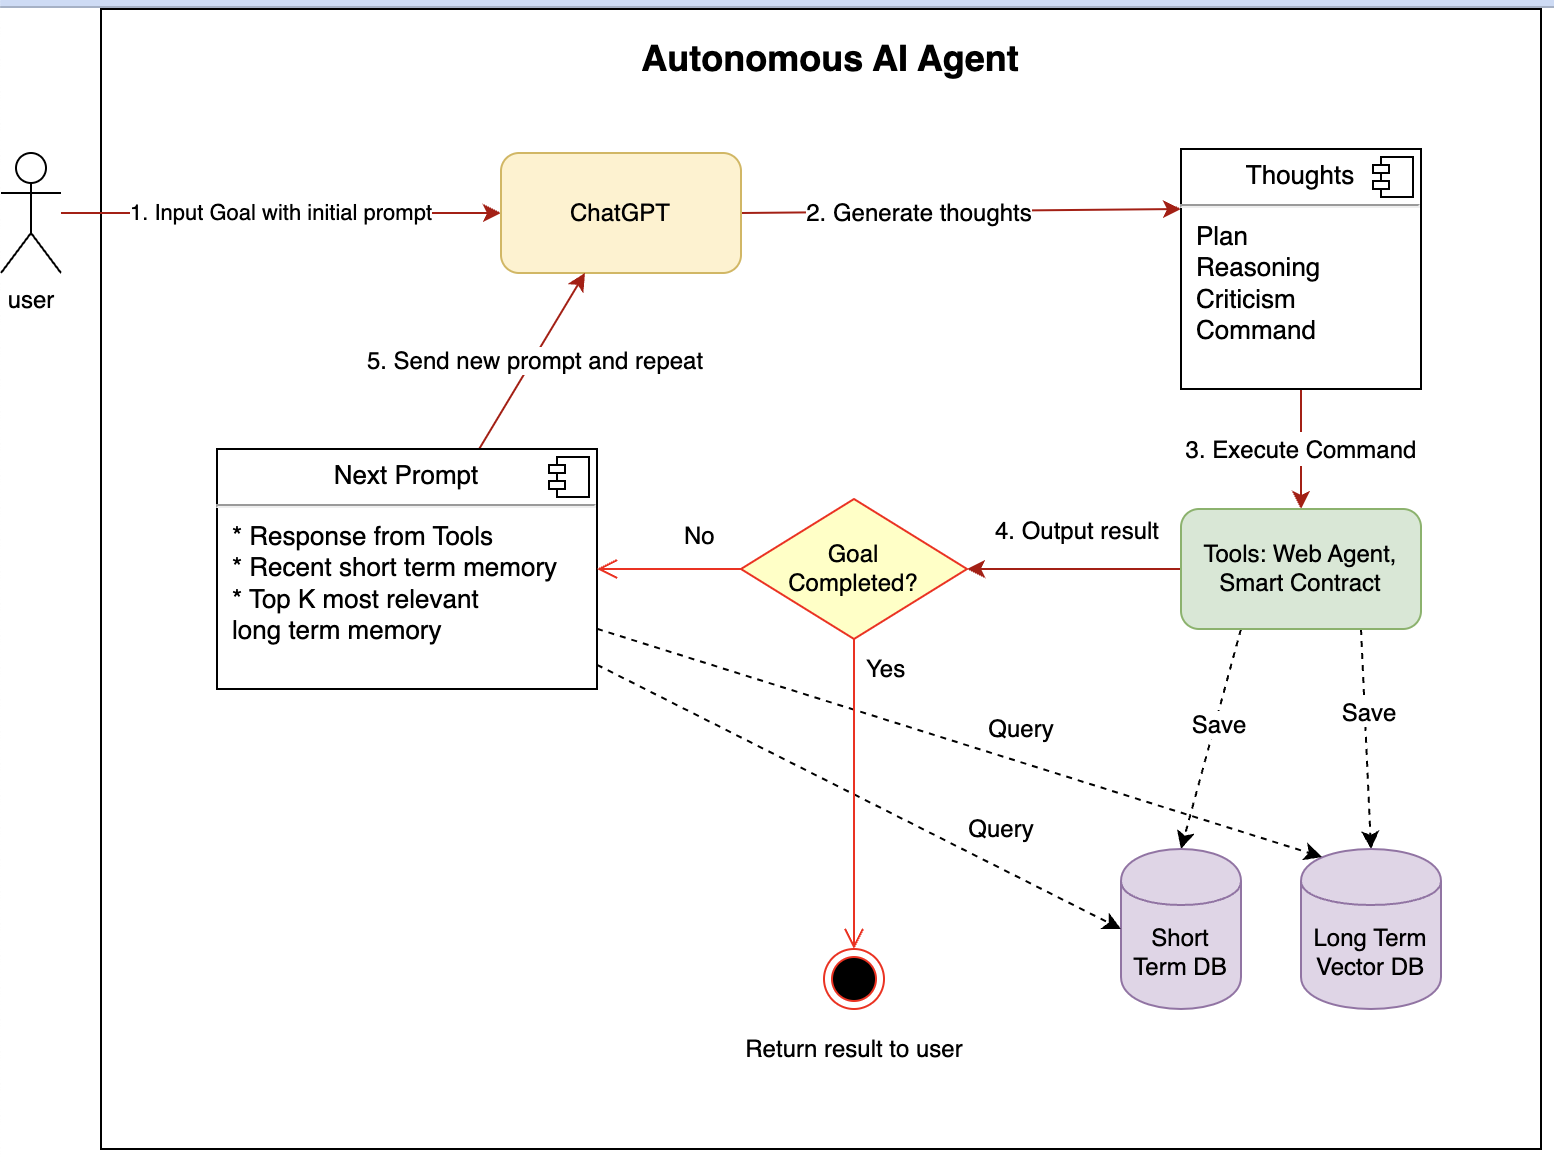 Autonomous AI Agent
user
1. Input Goal with initial prompt
ChatGPT
2. Generate thoughts
Thoughts
Plan
Reasoning
Criticism
Command
3. Execute Command
Tools: Web Agent,
Smart Contract
4. Output result
Goal
Completed?
No
Yes
Next Prompt
* Response from Tools
* Recent short term memory
* Top K most relevant
long term memory
5. Send new prompt and repeat
Query
Query
Save
Save
Short
Term DB
Long Term
Vector DB
Return result to user